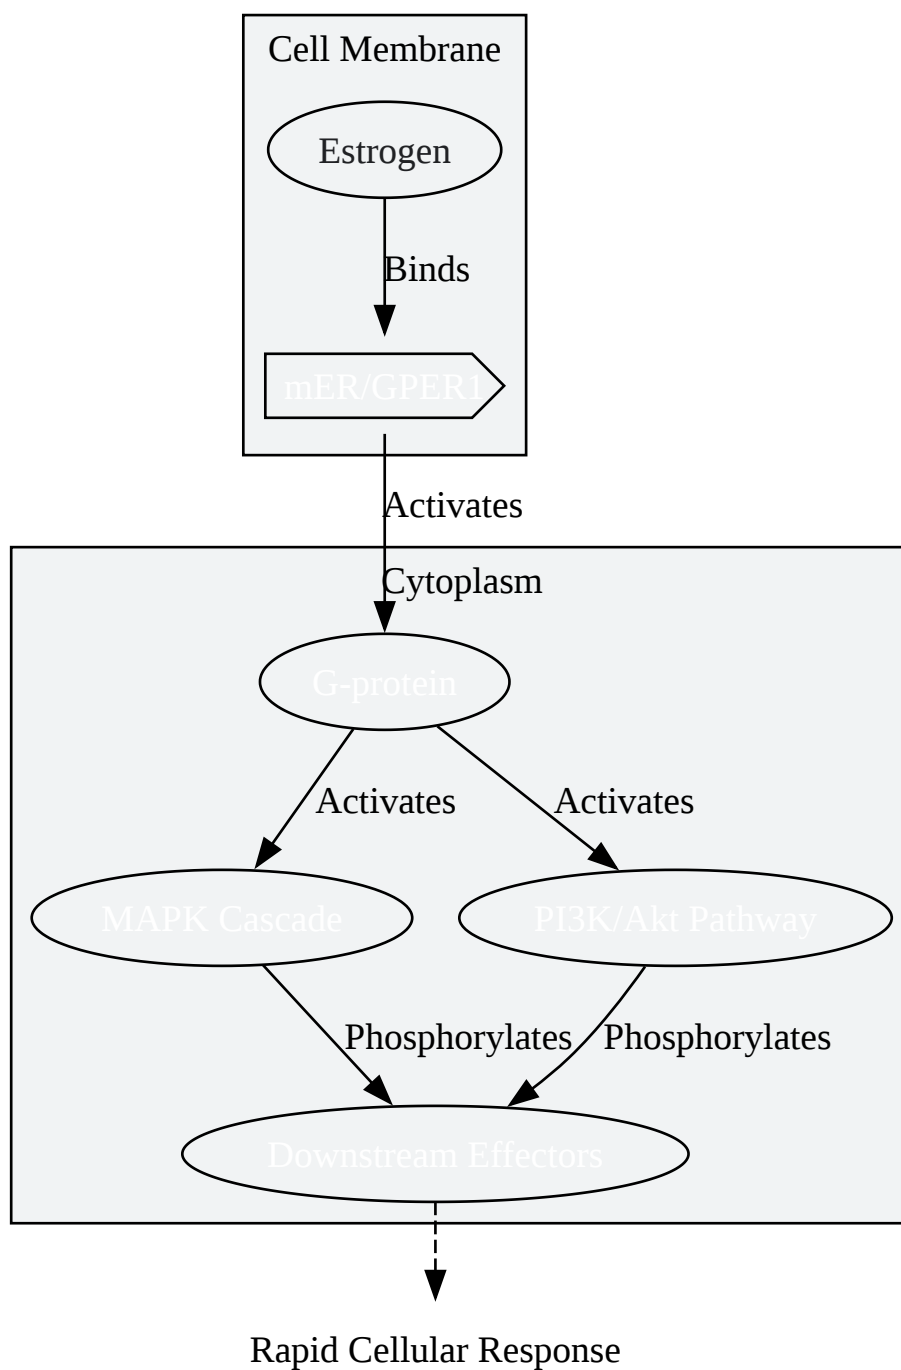 Cell Membrane
Estrogen
Binds
mER/GPER1
Activates
Cytoplasm
G-protein
Activates
Activates
MAPK Cascade
PI3K/Akt Pathway
Phosphorylates
Phosphorylates
Downstream Effectors
Rapid Cellular Response